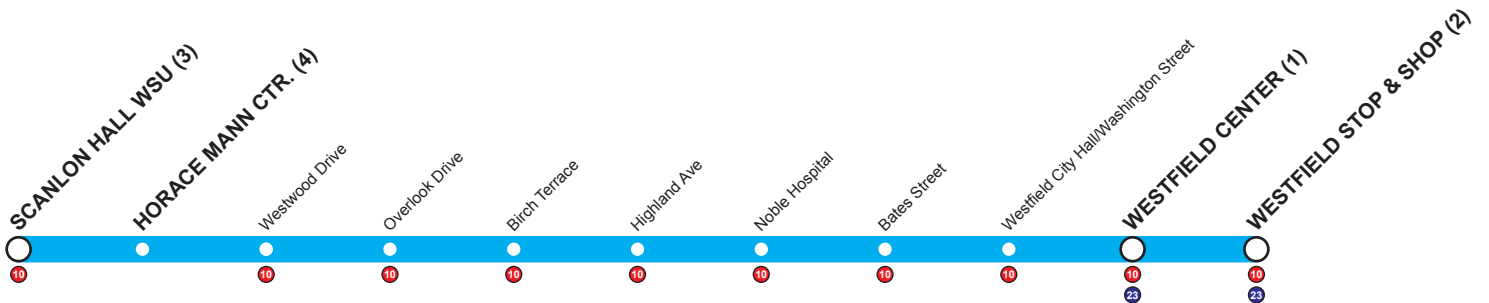 SCANLON HALL WSU (3)
HORACE MANN CTR. (4)
Westwood Drive
Overlook Drive
Birch Terrace
Highland Ave
Noble Hospital
Bates Street
Westfield City Hall/Washington Street
WESTFIELD CENTER (1)
WESTFIELD STOP & SHOP (2)
10
10
10
10
10
10
10
10
10
10
23
23